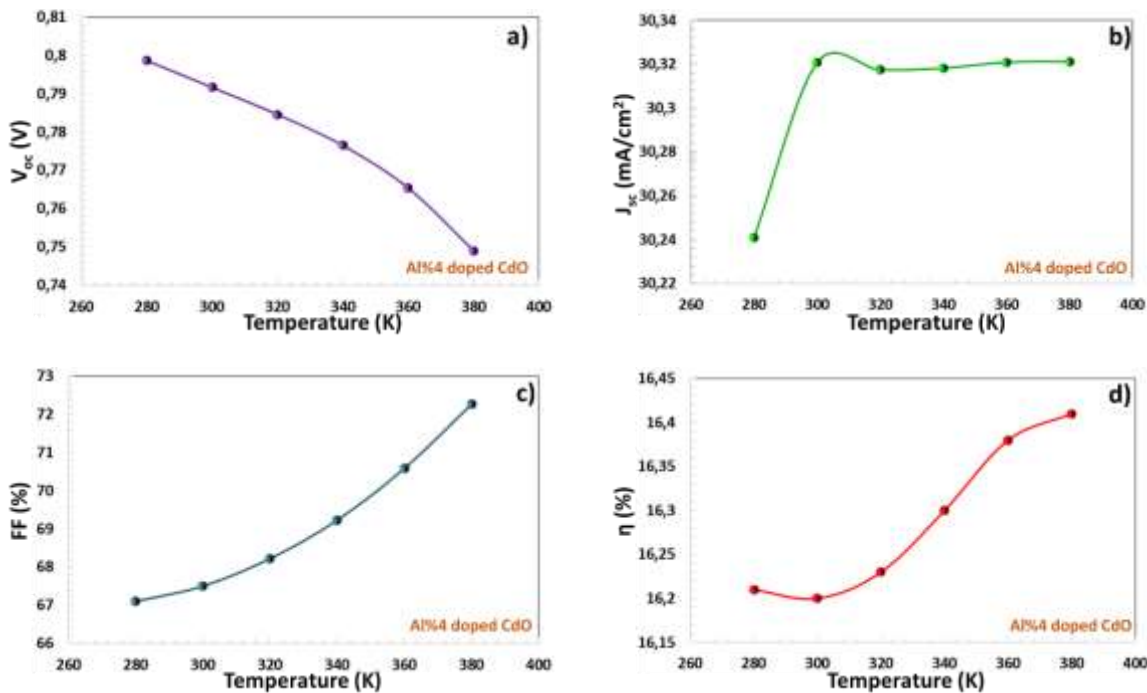 0,81
0,8
0,79
0,78
0,77
0,76
0,75
0,74
V_oc (V)
a)
Al%4 doped CdO
260 280 300 320 340 360 380 400
Temperature (K)
30,34
30,32
30,3
30,28
30,26
30,24
30,22
J_sc (mA/cm²)
b)
Al%4 doped CdO
260 280 300 320 340 360 380 400
Temperature (K)
73
72
71
70
69
68
67
66
FF (%)
c)
Al%4 doped CdO
260 280 300 320 340 360 380 400
Temperature (K)
16,45
16,4
16,35
16,3
16,25
16,2
16,15
η (%)
d)
Al%4 doped CdO
260 280 300 320 340 360 380 400
Temperature (K)